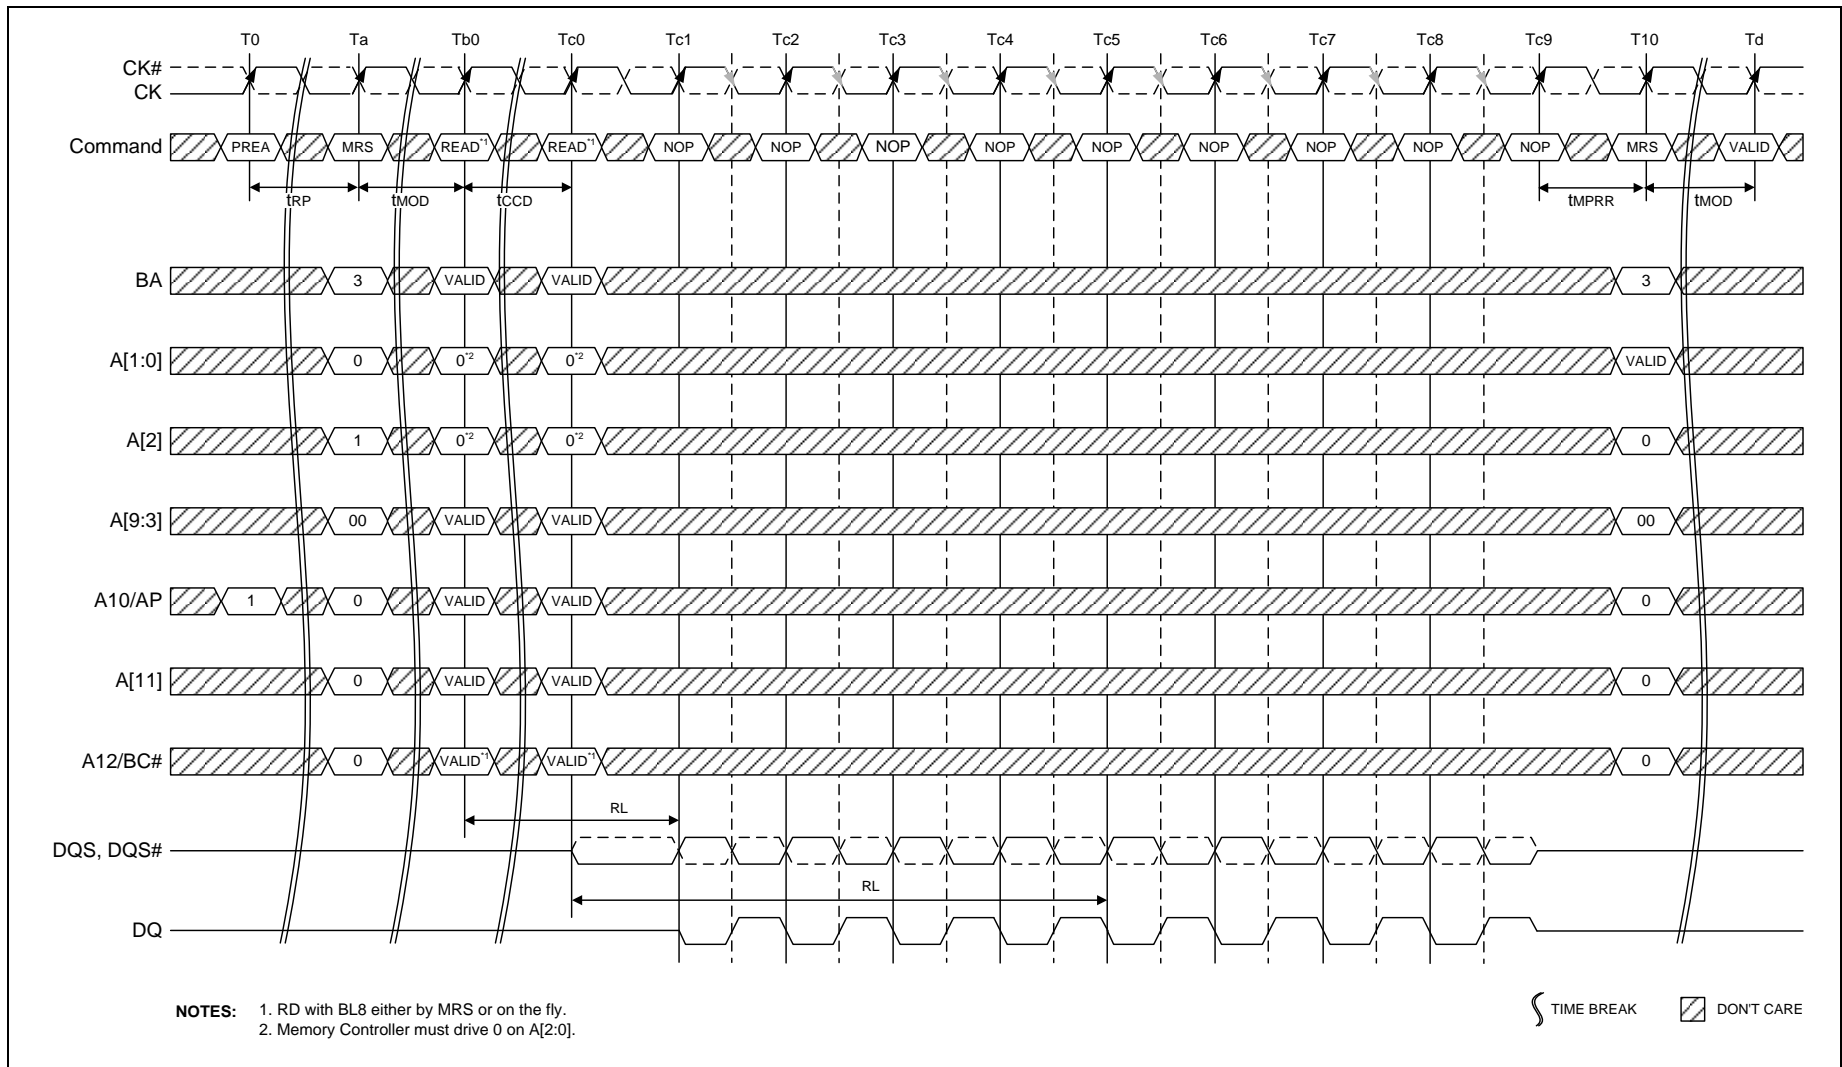 T0 Ta Tb0 Tc0 Tc1 Tc2 Tc3 Tc4 Tc5 Tc6 Tc7 Tc8 Tc9 T10 Td
CK#
CK
Command PREA MRS READ*1 READ*1 NOP NOP NOP NOP NOP NOP NOP NOP NOP MRS VALID
tRP tMOD tCCD tMPRR tMOD
BA 3 VALID VALID 3
A[1:0] 0 0*2 0*2 VALID
A[2] 1 0*2 0*2 0
A[9:3] 00 VALID VALID 00
A10/AP 1 0 VALID VALID 0
A[11] 0 VALID VALID 0
A12/BC# 0 VALID*1 VALID*1 0
RL
DQS, DQS#
RL
DQ
NOTES: 1. RD with BL8 either by MRS or on the fly.
2. Memory Controller must drive 0 on A[2:0].
TIME BREAK DON'T CARE